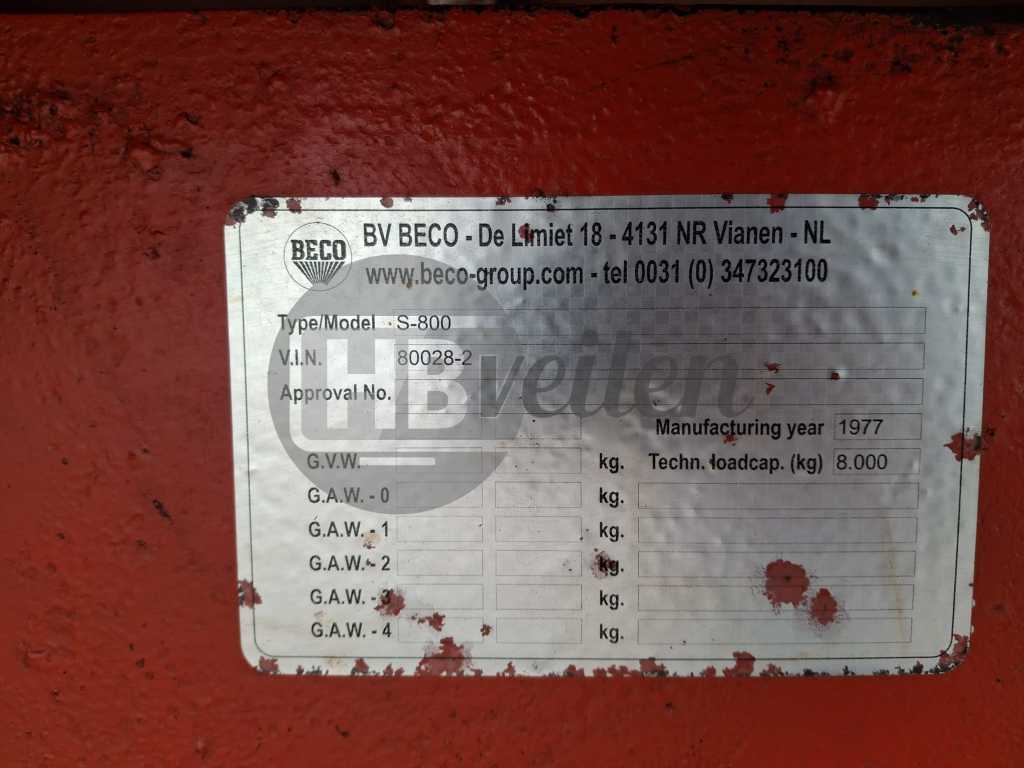 BECO
BV BECO - De Limiet 18 - 4131 NR Vianen - NL
www.beco-group.com - tel 0031 (0) 347323100
Type/Model S-800
V.I.N. 80028-2
HBveiten
Approval No.
Manufacturing year 1977
G.V.W. kg. Techn. loadcap. (kg) 8.000
G.A.W. - 0 kg.
G.A.W. - 1 kg.
G.A.W. - 2 kg.
G.A.W. - 3 kg.
G.A.W. - 4 kg.